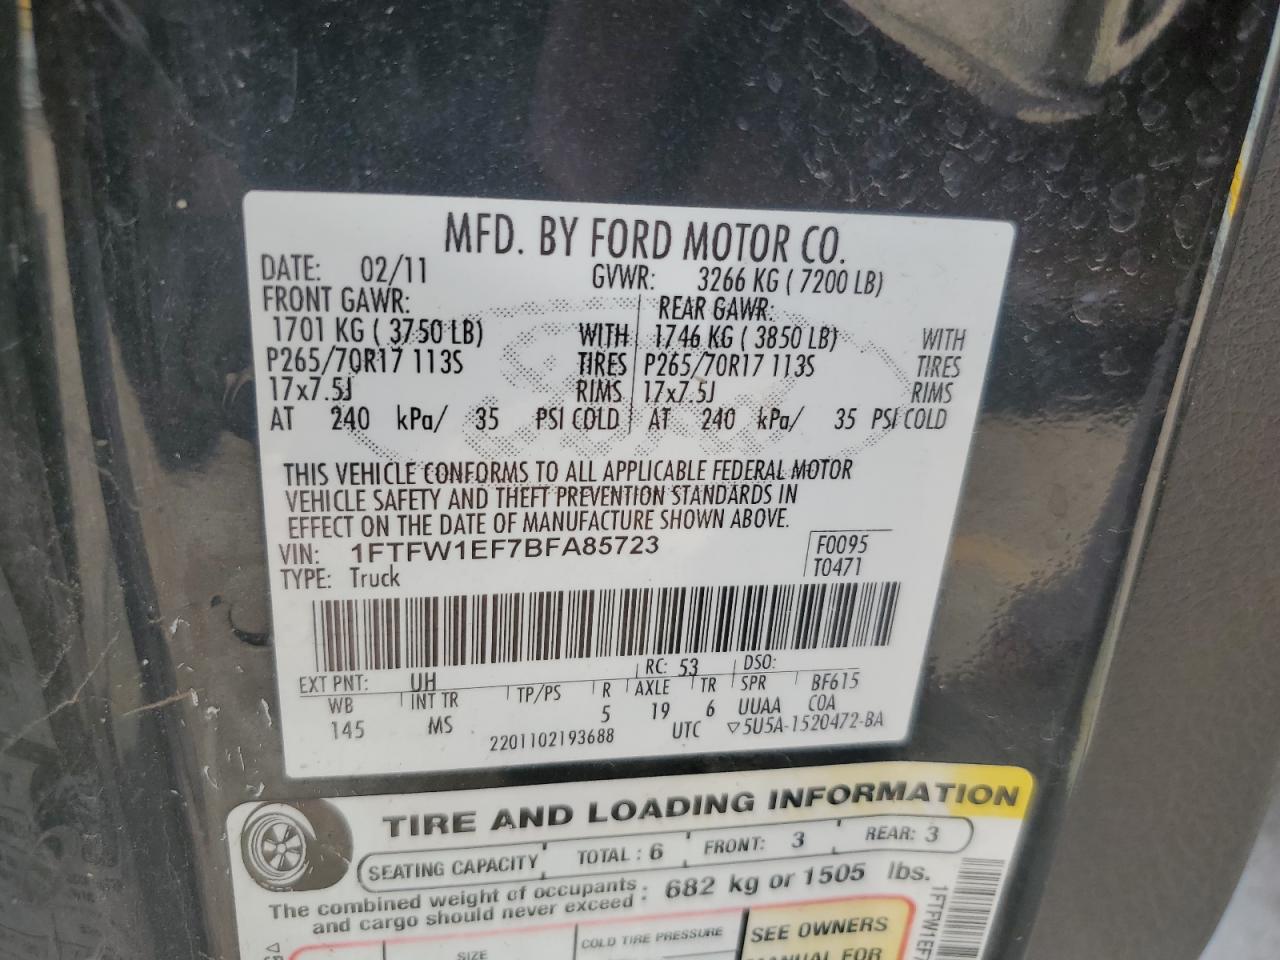 MFD. BY FORD MOTOR CO.
DATE: 02/11 GVWR: 3266 KG ( 7200 LB)
FRONT GAWR: REAR GAWR:
1701 KG ( 3750 LB) WITH 1746 KG ( 3850 LB) WITH
P265/70R17 113S TIRES P265/70R17 113S TIRES
17x7.5J RIMS 17x7.5J RIMS
AT 240 kPa/ 35 PSI COLD AT 240 kPa/ 35 PSI COLD
THIS VEHICLE CONFORMS TO ALL APPLICABLE FEDERAL MOTOR
VEHICLE SAFETY AND THEFT PREVENTION STANDARDS IN
EFFECT ON THE DATE OF MANUFACTURE SHOWN ABOVE.
VIN: 1FTFW1EF7BFA85723 F0095
TYPE: Truck T0471
EXT PNT: UH RC: 53 DSO:
WB INT TR TP/PS R AXLE TR SPR BF615
145 MS 5 19 6 UUAA COA
2201102193688 UTC ▽5U5A-1520472-BA
TIRE AND LOADING INFORMATION
SEATING CAPACITY TOTAL : 6 FRONT: 3 REAR: 3
The combined weight of occupants
and cargo should never exceed : 682 kg or 1505 lbs.
SIZE COLD TIRE PRESSURE SEE OWNERS
MANUAL FOR
1FTFW1EF7